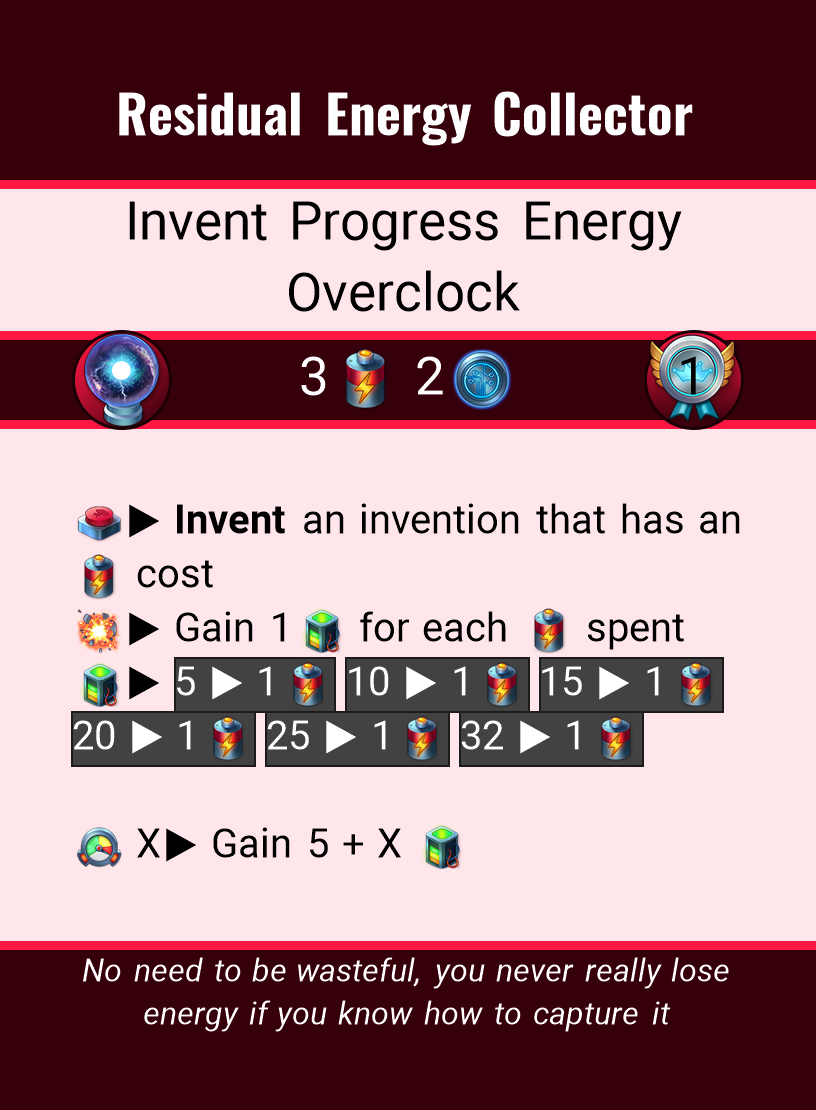 Residual Energy Collector
Invent Progress Energy
Overclock
3 2 1
▶ Invent an invention that has an
cost
▶ Gain 1 for each spent
▶ 5 ▶ 1 10 ▶ 1 15 ▶ 1
20 ▶ 1 25 ▶ 1 32 ▶ 1
X▶ Gain 5 + X
No need to be wasteful, you never really lose
energy if you know how to capture it